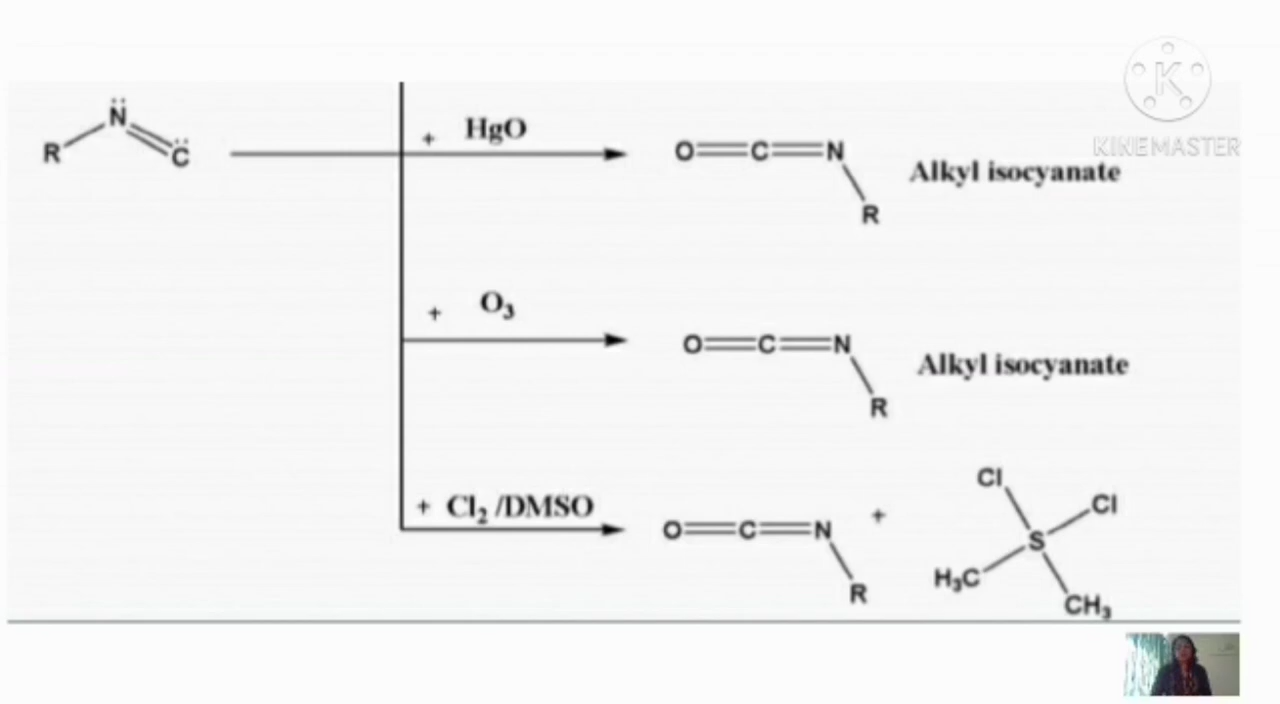 K
KINEMASTER
R N C
+ HgO
O C N
R
Alkyl isocyanate
+ O3
O C N
R
Alkyl isocyanate
+ Cl2 /DMSO
O C N
R
+
Cl
Cl
S
H3C
CH3